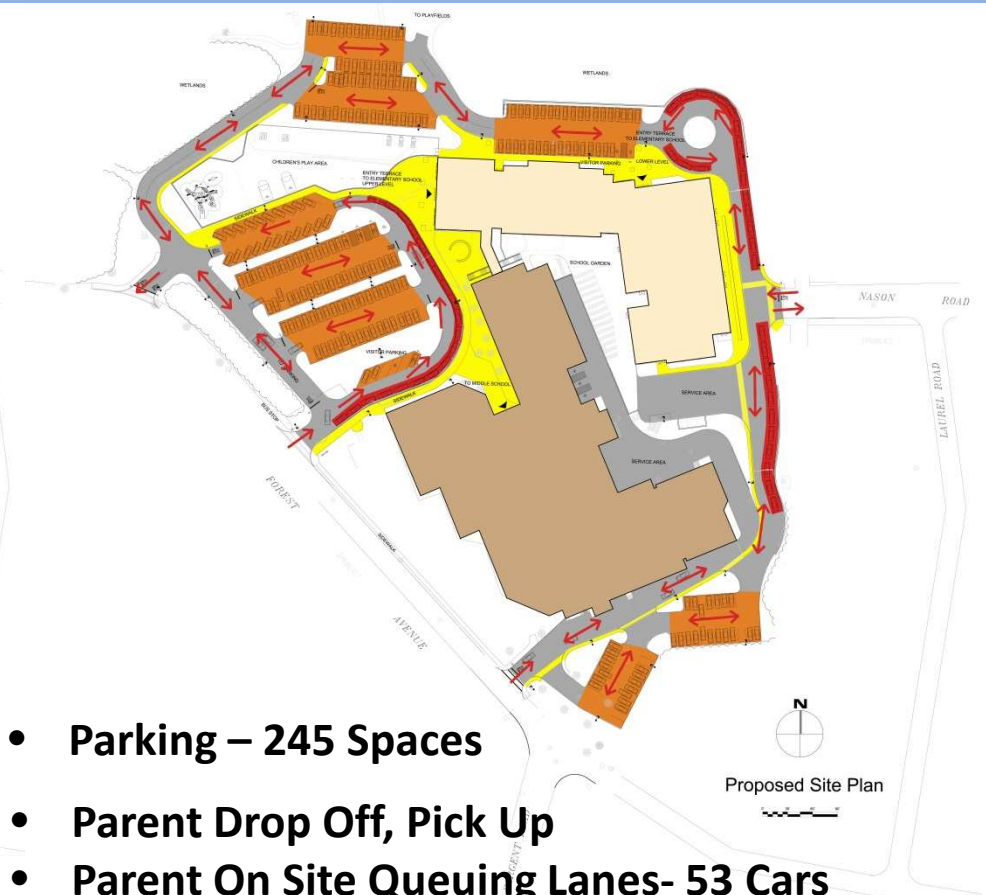 TO PLAYFIELDS
WETLANDS
WETLANDS
ENTRY TERRACE
TO ELEMENTARY SCHOOL
LOWER LEVEL
VISITOR PARKING
CHILDREN'S PLAY AREA
ENTRY TERRACE
TO ELEMENTARY SCHOOL
UPPER LEVEL
SIDEWALK
SCHOOL GARDEN
NASON ROAD
VISITOR PARKING
TO MIDDLE SCHOOL
SIDEWALK
SERVICE AREA
LAUREL ROAD
BUS STOP
SERVICE AREA
FOREST
SIDEWALK
AVENUE
N
• Parking – 245 Spaces
Proposed Site Plan
• Parent Drop Off, Pick Up
• Parent On Site Queuing Lanes- 53 Cars